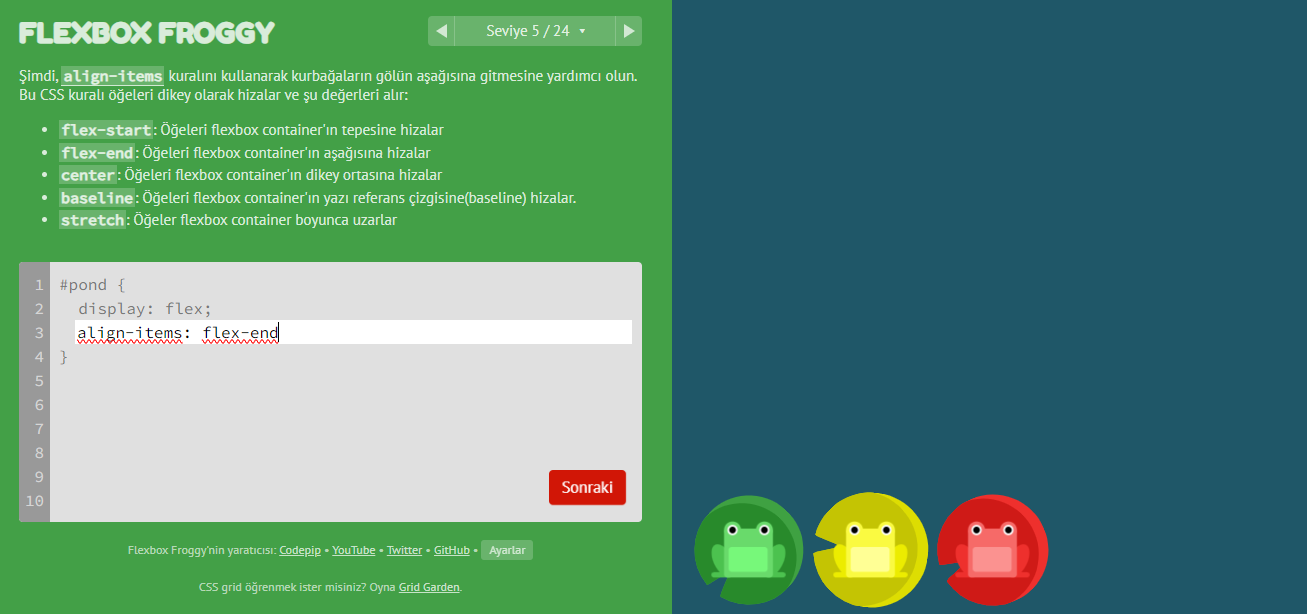 FLEXBOX FROGGY
Seviye 5 / 24
Şimdi, align-items kuralını kullanarak kurbağaların gölün aşağısına gitmesine yardımcı olun.
Bu CSS kuralı öğeleri dikey olarak hizalar ve şu değerleri alır:
• flex-start: Öğeleri flexbox container'ın tepesine hizalar
• flex-end: Öğeleri flexbox container'ın aşağısına hizalar
• center: Öğeleri flexbox container'ın dikey ortasına hizalar
• baseline: Öğeleri flexbox container'ın yazı referans çizgisine(baseline) hizalar.
• stretch: Öğeler flexbox container boyunca uzarlar
1 #pond {
2 display: flex;
3 align-items: flex-end
4 }
5
6
7
8
9
10
Sonraki
Flexbox Froggy'nin yaratıcısı: Codepip • YouTube • Twitter • GitHub • Ayarlar
CSS grid öğrenmek ister misiniz? Oyna Grid Garden.